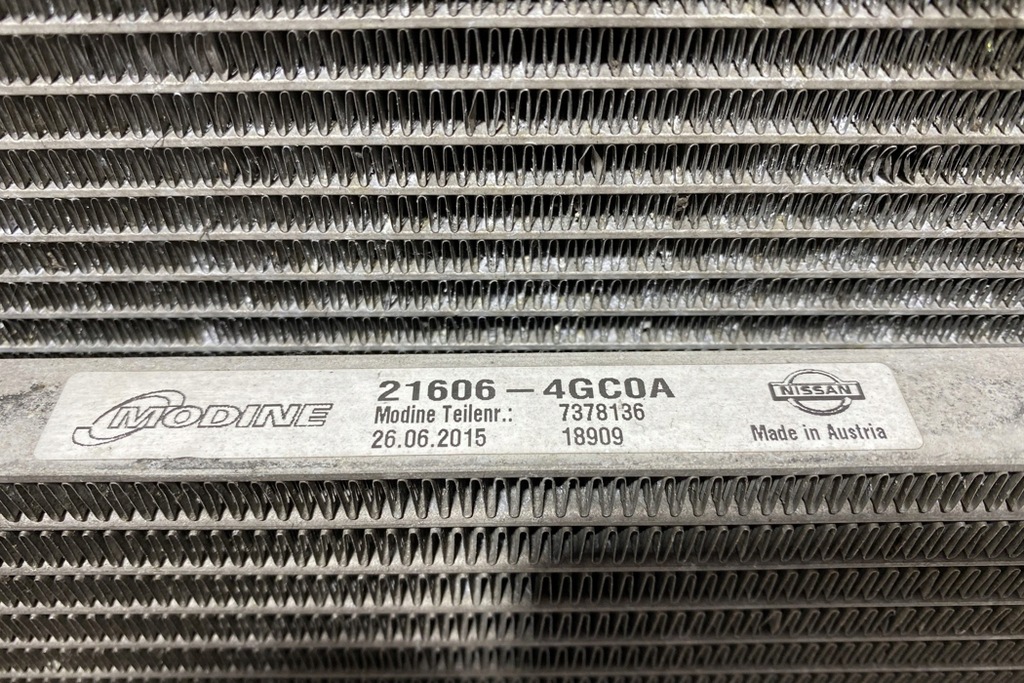 MODINE
21606-4GC0A
Modine Teilenr.: 7378136
26.06.2015 18909
NISSAN
Made in Austria